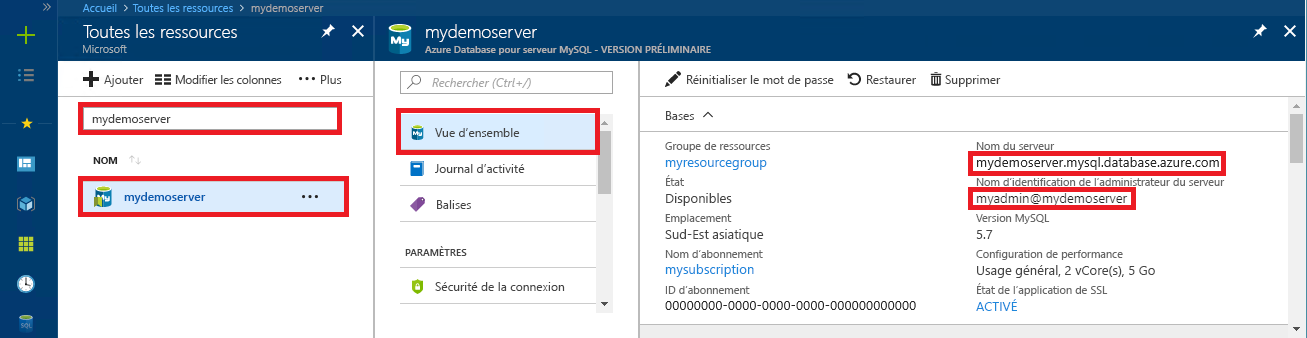 Accueil > Toutes les ressources > mydemoserver
Toutes les ressources
Microsoft
Ajouter
Modifier les colonnes
Plus
mydemoserver
NOM
mydemoserver
mydemoserver
Azure Database pour serveur MySQL - VERSION PRÉLIMINAIRE
Rechercher (Ctrl+/)
Vue d'ensemble
Journal d'activité
Balises
PARAMÈTRES
Sécurité de la connexion
Réinitialiser le mot de passe
Restaurer
Supprimer
Bases
Groupe de ressources
myresourcegroup
État
Disponibles
Emplacement
Sud-Est asiatique
Nom d'abonnement
mysubscription
ID d'abonnement
00000000-0000-0000-0000-000000000000
Nom du serveur
mydemoserver.mysql.database.azure.com
Nom d'identification de l'administrateur du serveur
myadmin@mydemoserver
Version MySQL
5.7
Configuration de performance
Usage général, 2 vCore(s), 5 Go
État de l'application de SSL
ACTIVÉ
My
My
SQL